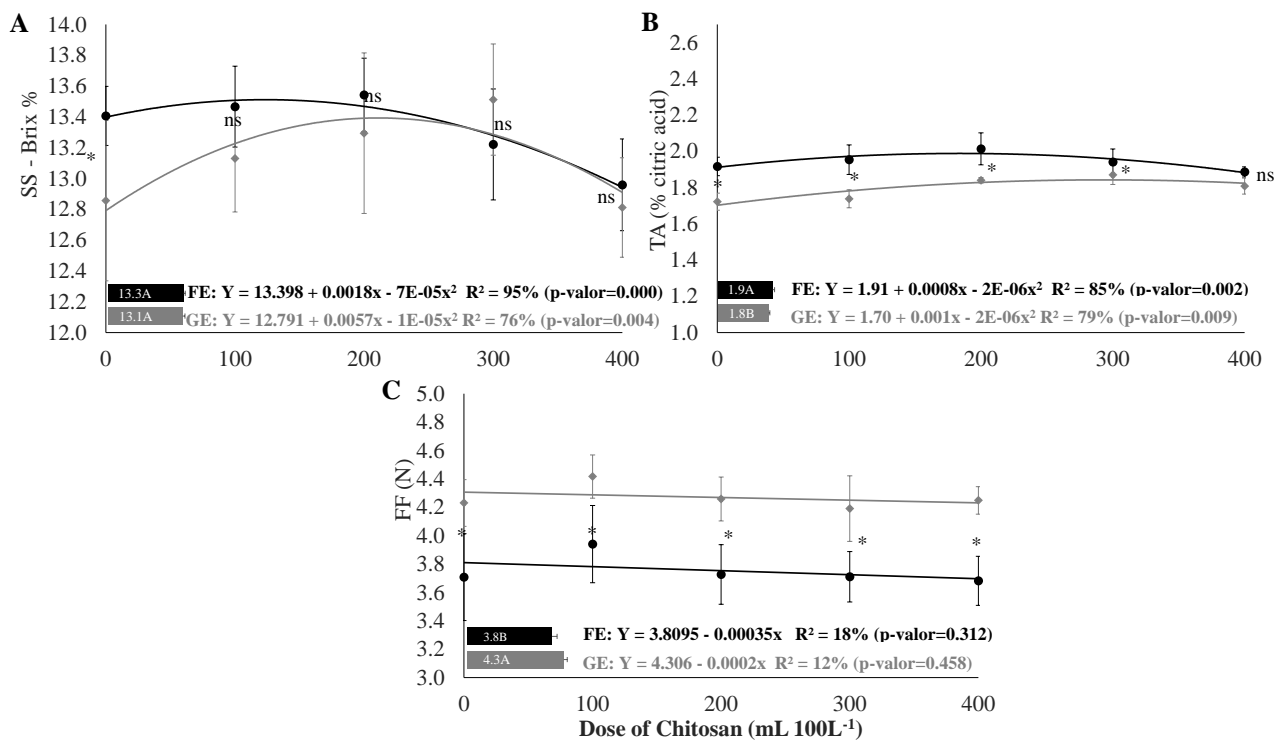 A
SS - Brix %
14.0
13.8
13.6
13.4
13.2
13.0
12.8
12.6
12.4
12.2
12.0
*
ns
ns
ns
ns
13.3A
FE: Y = 13.398 + 0.0018x - 7E-05x² R² = 95% (p-valor=0.000)
13.1A
GE: Y = 12.791 + 0.0057x - 1E-05x² R² = 76% (p-valor=0.004)
0 100 200 300 400
B
TA (% citric acid)
2.6
2.4
2.2
2.0
1.8
1.6
1.4
1.2
1.0
*
*
*
*
ns
1.9A
FE: Y = 1.91 + 0.0008x - 2E-06x² R² = 85% (p-valor=0.002)
1.8B
GE: Y = 1.70 + 0.001x - 2E-06x² R² = 79% (p-valor=0.009)
0 100 200 300 400
C
FF (N)
5.0
4.8
4.6
4.4
4.2
4.0
3.8
3.6
3.4
3.2
3.0
*
*
*
*
*
3.8B
FE: Y = 3.8095 - 0.00035x R² = 18% (p-valor=0.312)
4.3A
GE: Y = 4.306 - 0.0002x R² = 12% (p-valor=0.458)
0 100 200 300 400
Dose of Chitosan (mL 100L⁻¹)